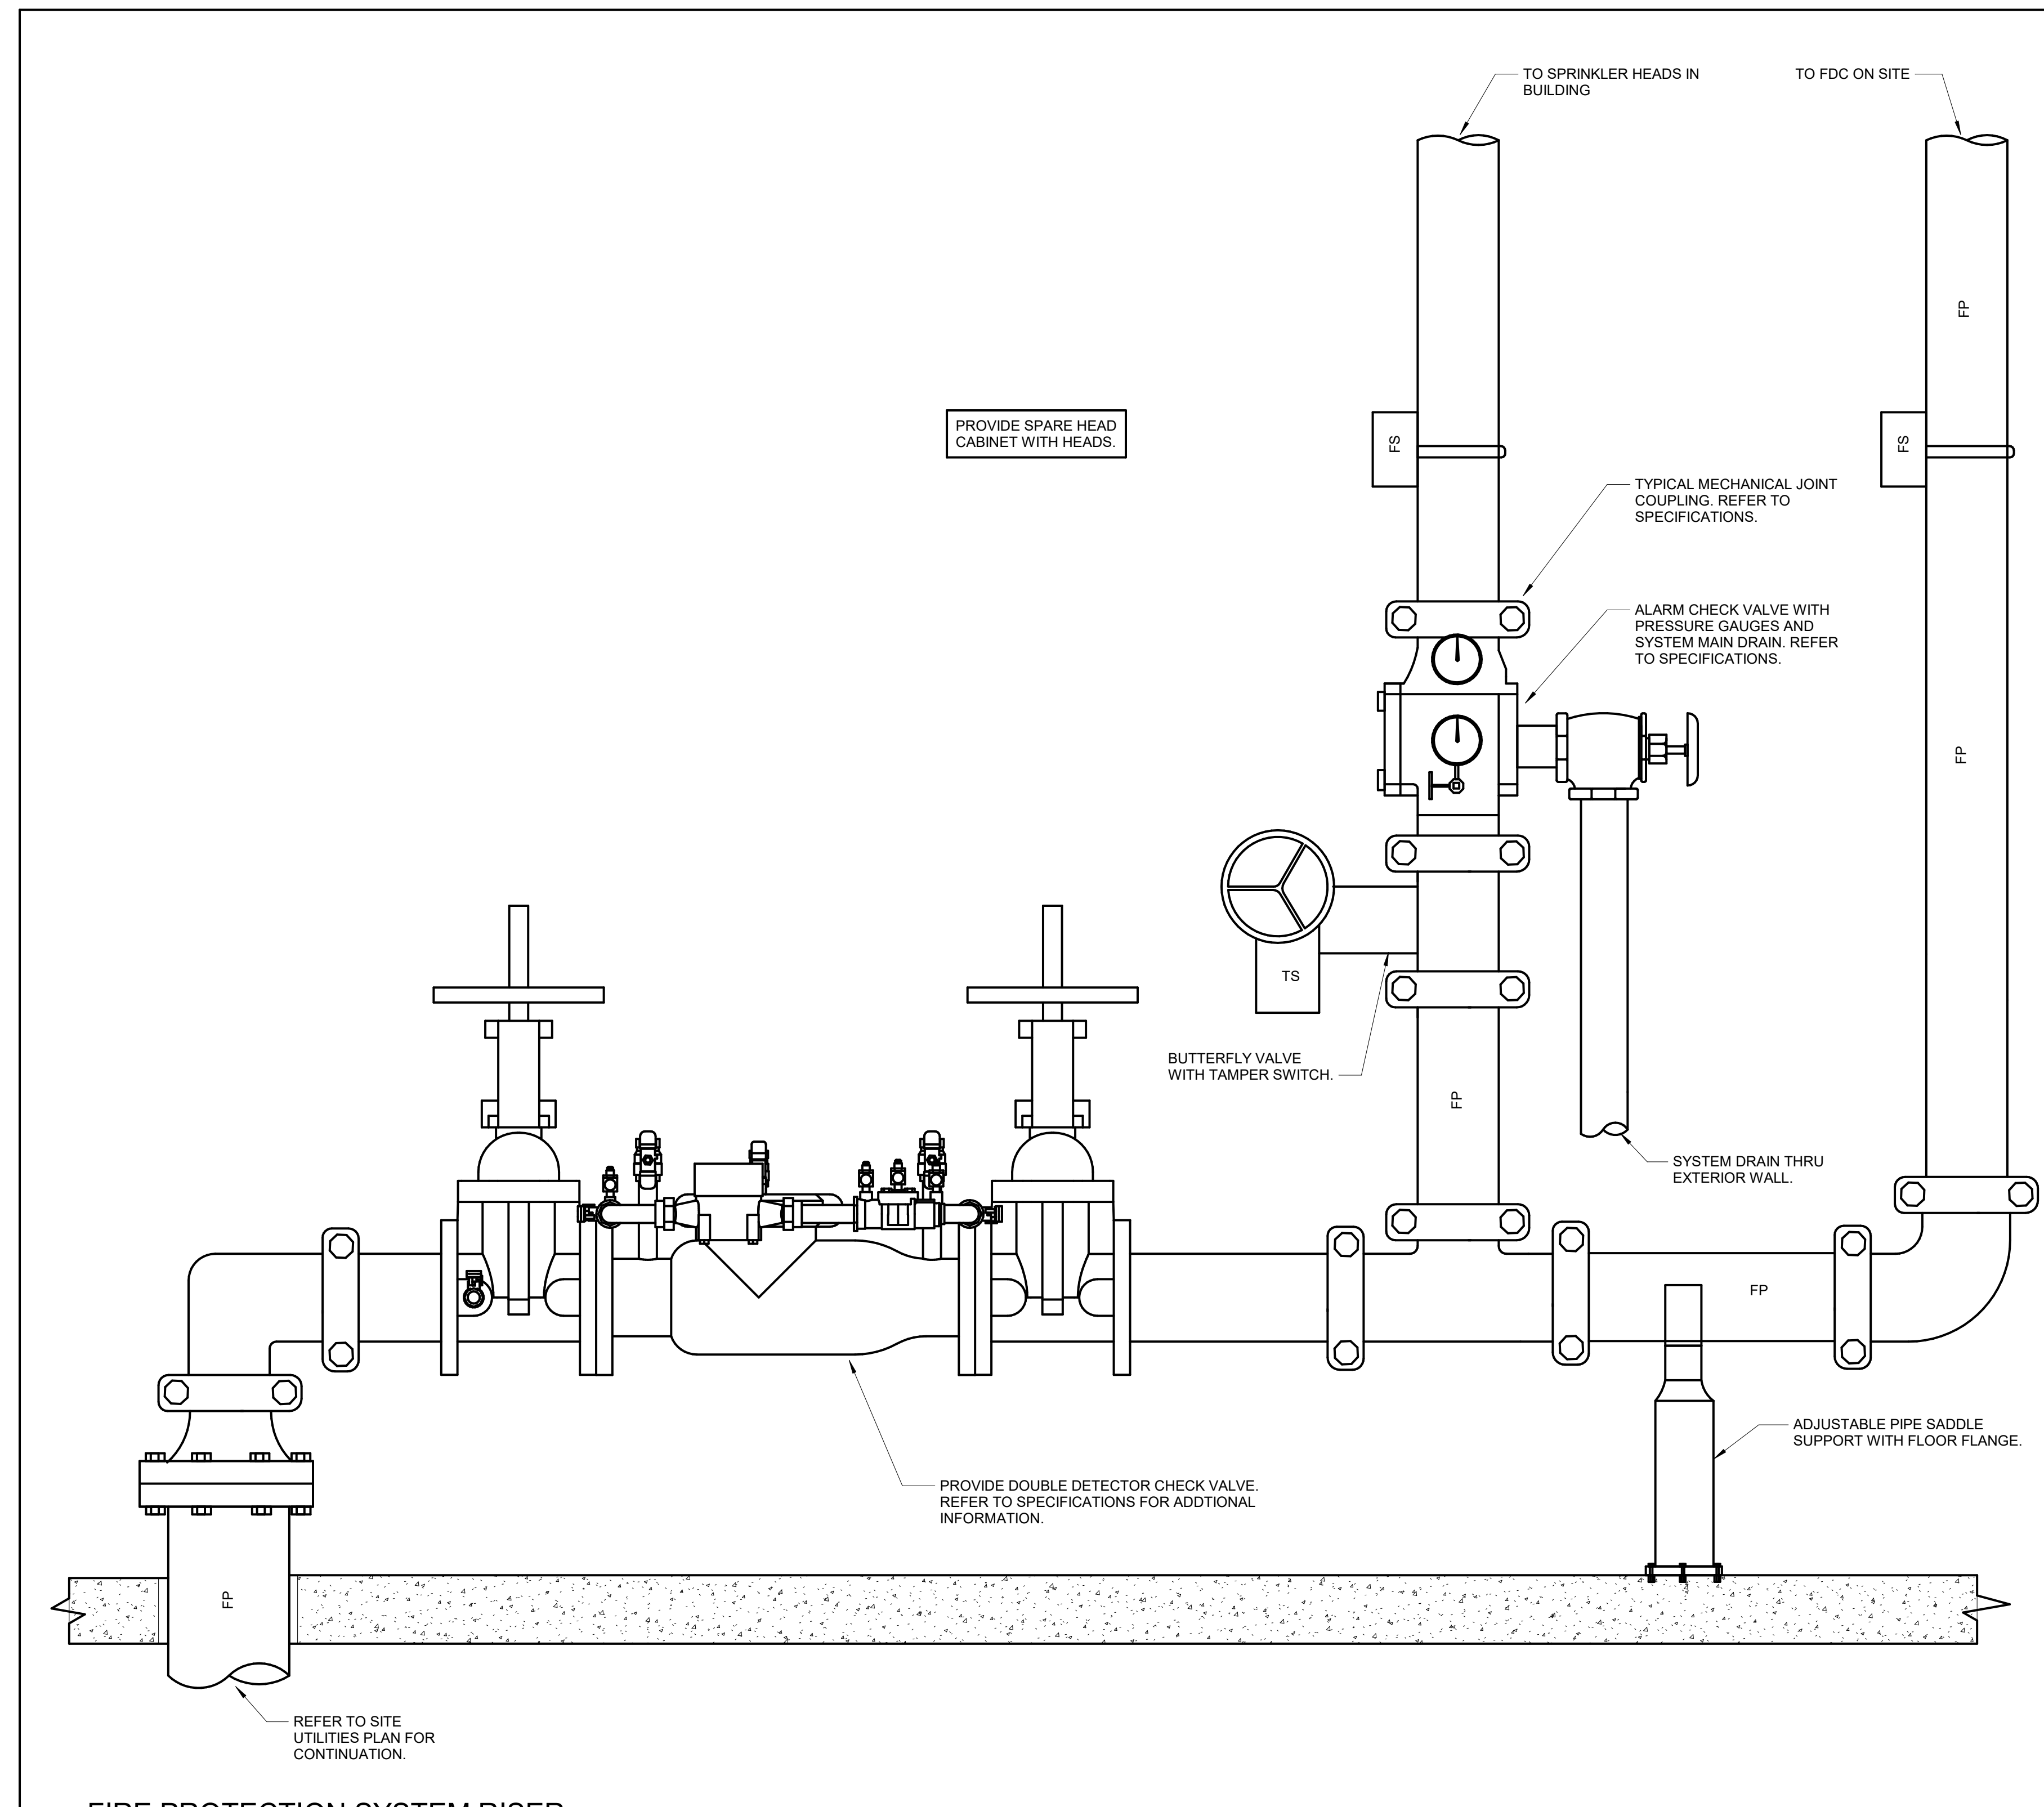 TO SPRINKLER HEADS IN
BUILDING
TO FDC ON SITE
FP
PROVIDE SPARE HEAD
CABINET WITH HEADS.
FS
FS
TYPICAL MECHANICAL JOINT
COUPLING. REFER TO
SPECIFICATIONS.
ALARM CHECK VALVE WITH
PRESSURE GAUGES AND
SYSTEM MAIN DRAIN. REFER
TO SPECIFICATIONS.
FP
TS
BUTTERFLY VALVE
WITH TAMPER SWITCH.
FP
SYSTEM DRAIN THRU
EXTERIOR WALL.
FP
ADJUSTABLE PIPE SADDLE
SUPPORT WITH FLOOR FLANGE.
PROVIDE DOUBLE DETECTOR CHECK VALVE.
REFER TO SPECIFICATIONS FOR ADDTIONAL
INFORMATION.
FP
REFER TO SITE
UTILITIES PLAN FOR
CONTINUATION.
FIRE PROTECTION SYSTEM RISER